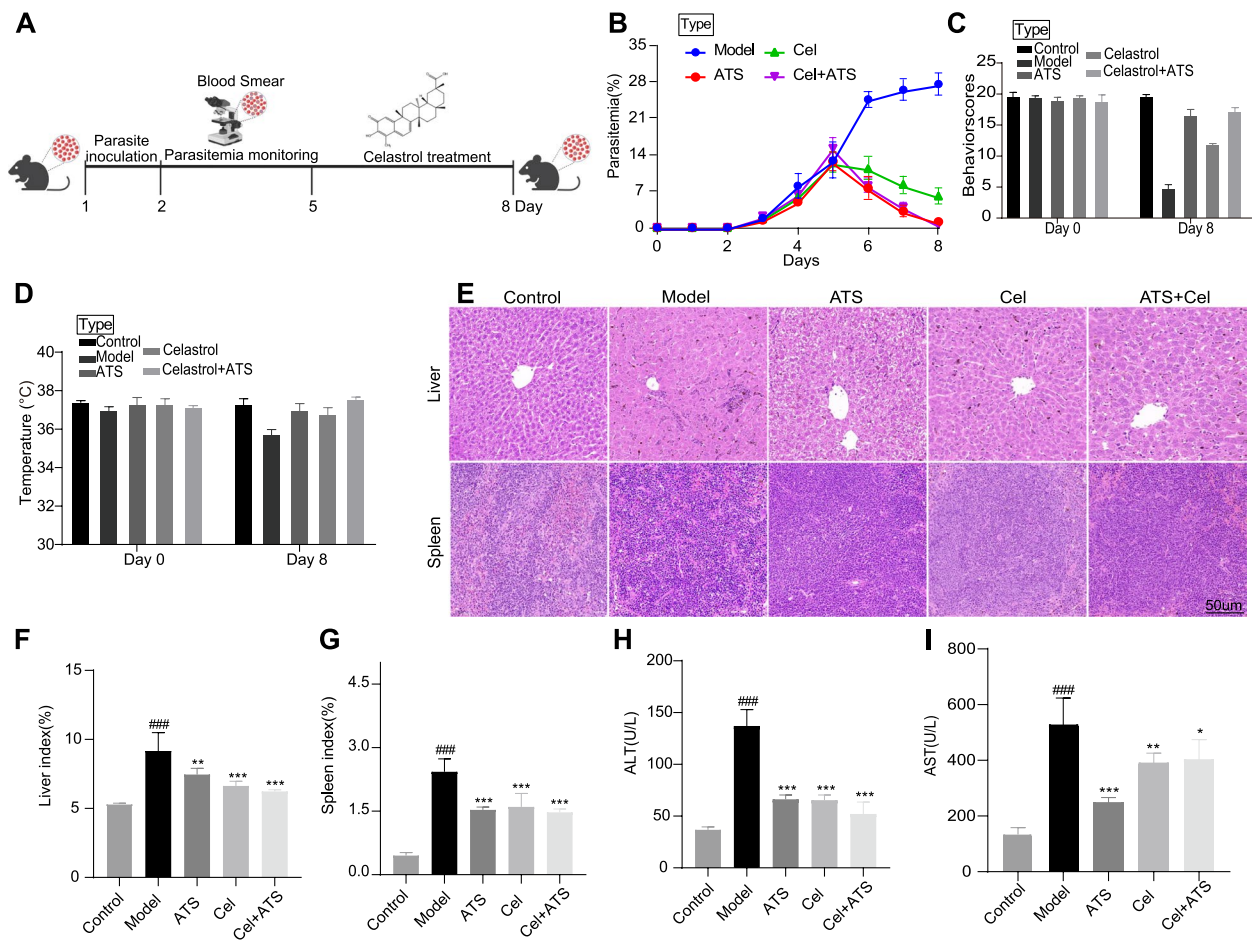 A
Blood Smear
Parasite
inoculation
Parasitemia monitoring
Celastrol treatment
1
2
5
8 Day
B
Type
Model
Cel
ATS
Cel+ATS
Parasitemia(%)
35
28
21
14
7
0
0
2
4
6
8
Days
C
Type
Control
Model
ATS
Celastrol
Celastrol+ATS
Behaviorscores
25
20
15
10
5
0
Day 0
Day 8
D
Type
Control
Model
ATS
Celastrol
Celastrol+ATS
Temperature (°C)
40
38
36
34
32
30
Day 0
Day 8
E
Control
Model
ATS
Cel
ATS+Cel
Liver
Spleen
50um
F
Liver index(%)
15
10
5
0
###
**
***
***
Control
Model
ATS
Cel
Cel+ATS
G
Spleen index(%)
4.5
3.0
1.5
0.0
###
***
***
***
Control
Model
ATS
Cel
Cel+ATS
H
ALT(U/L)
200
150
100
50
0
###
***
***
***
Control
Model
ATS
Cel
Cel+ATS
I
AST(U/L)
800
600
400
200
0
###
***
**
*
Control
Model
ATS
Cel
Cel+ATS